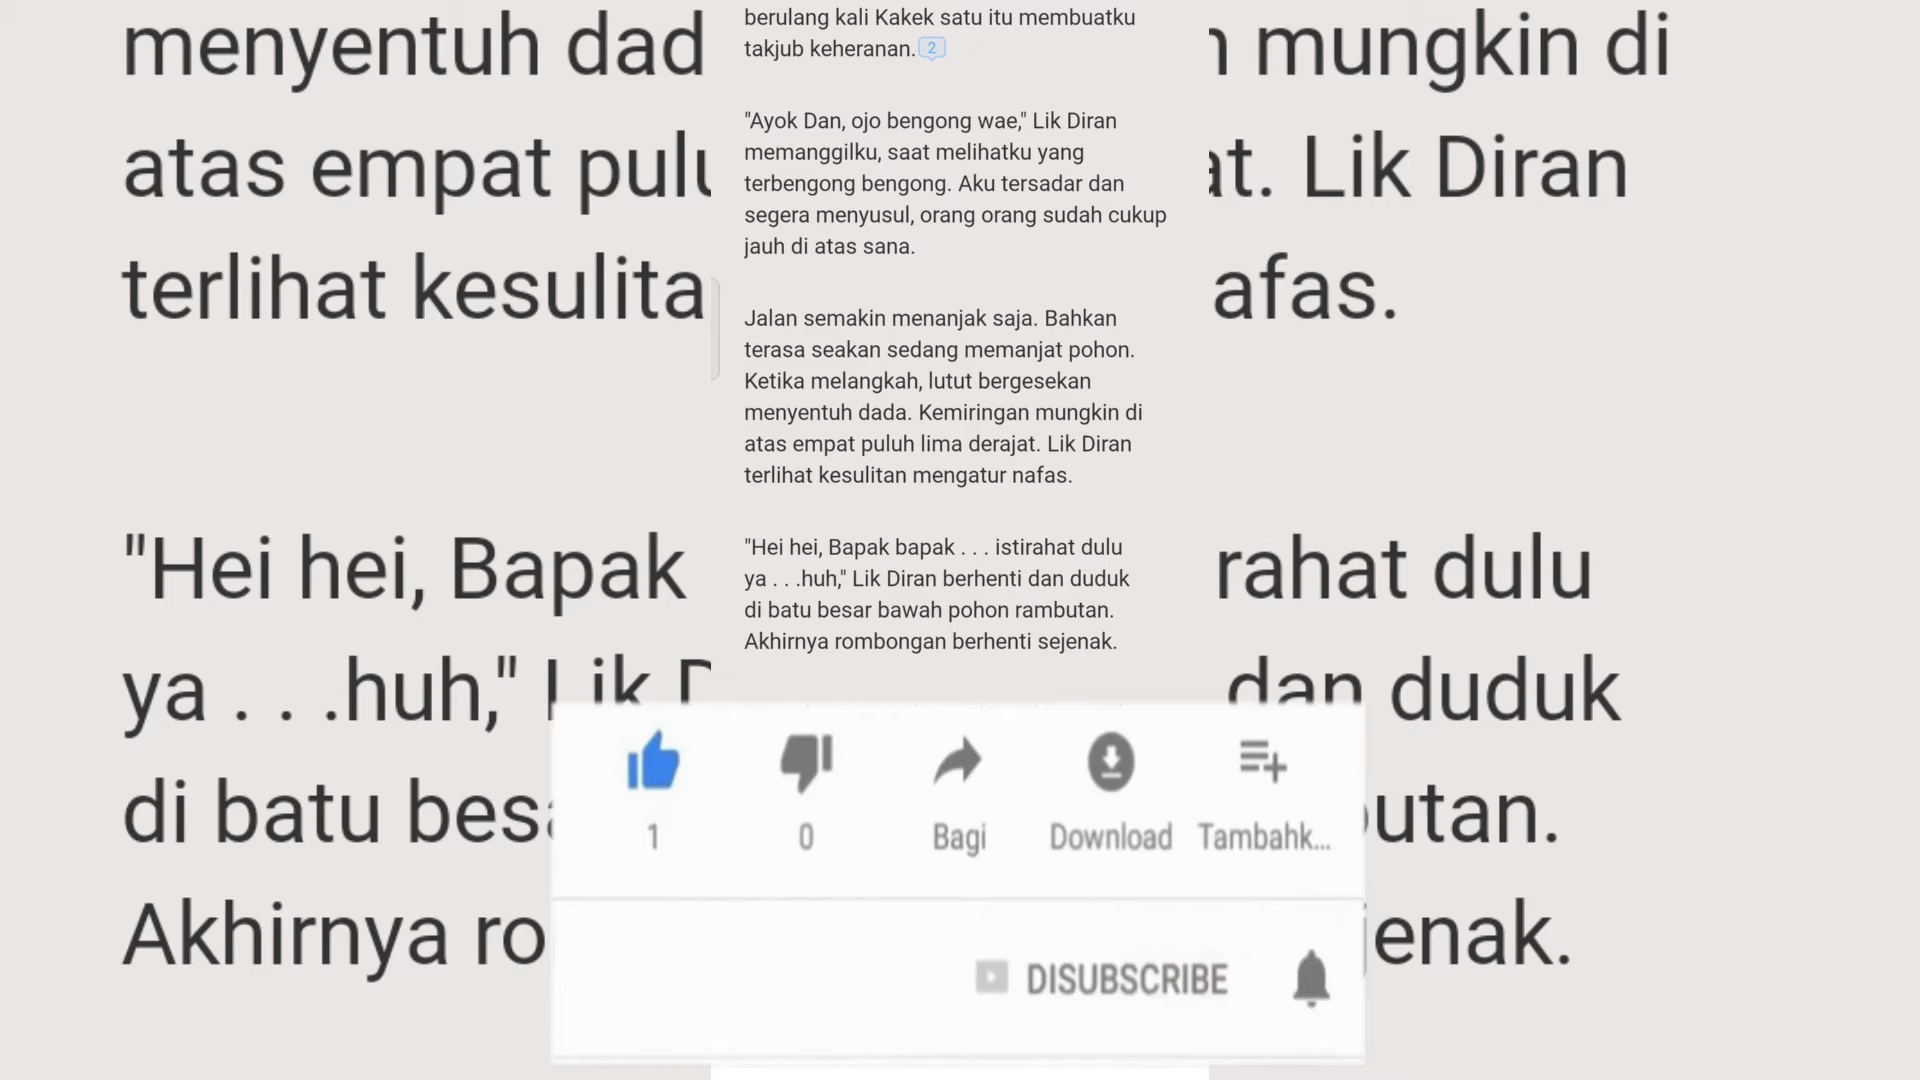 berulang kali Kakek satu itu membuatku
takjub keheranan. 2
"Ayok Dan, ojo bengong wae," Lik Diran
memanggilku, saat melihatku yang
terbengong bengong. Aku tersadar dan
segera menyusul, orang orang sudah cukup
jauh di atas sana.
Jalan semakin menanjak saja. Bahkan
terasa seakan sedang memanjat pohon.
Ketika melangkah, lutut bergesekan
menyentuh dada. Kemiringan mungkin di
atas empat puluh lima derajat. Lik Diran
terlihat kesulitan mengatur nafas.
"Hei hei, Bapak bapak . . . istirahat dulu
ya . . .huh," Lik Diran berhenti dan duduk
di batu besar bawah pohon rambutan.
Akhirnya rombongan berhenti sejenak.
menyentuh dad
mungkin di
atas empat pulu
at. Lik Diran
terlihat kesulita
afas.
"Hei hei, Bapak
rahat dulu
ya . . .huh," Lik D
dan duduk
di batu besa
butan.
Akhirnya ro
jenak.
1 0 Bagi Download Tambahk...
DISUBSCRIBE